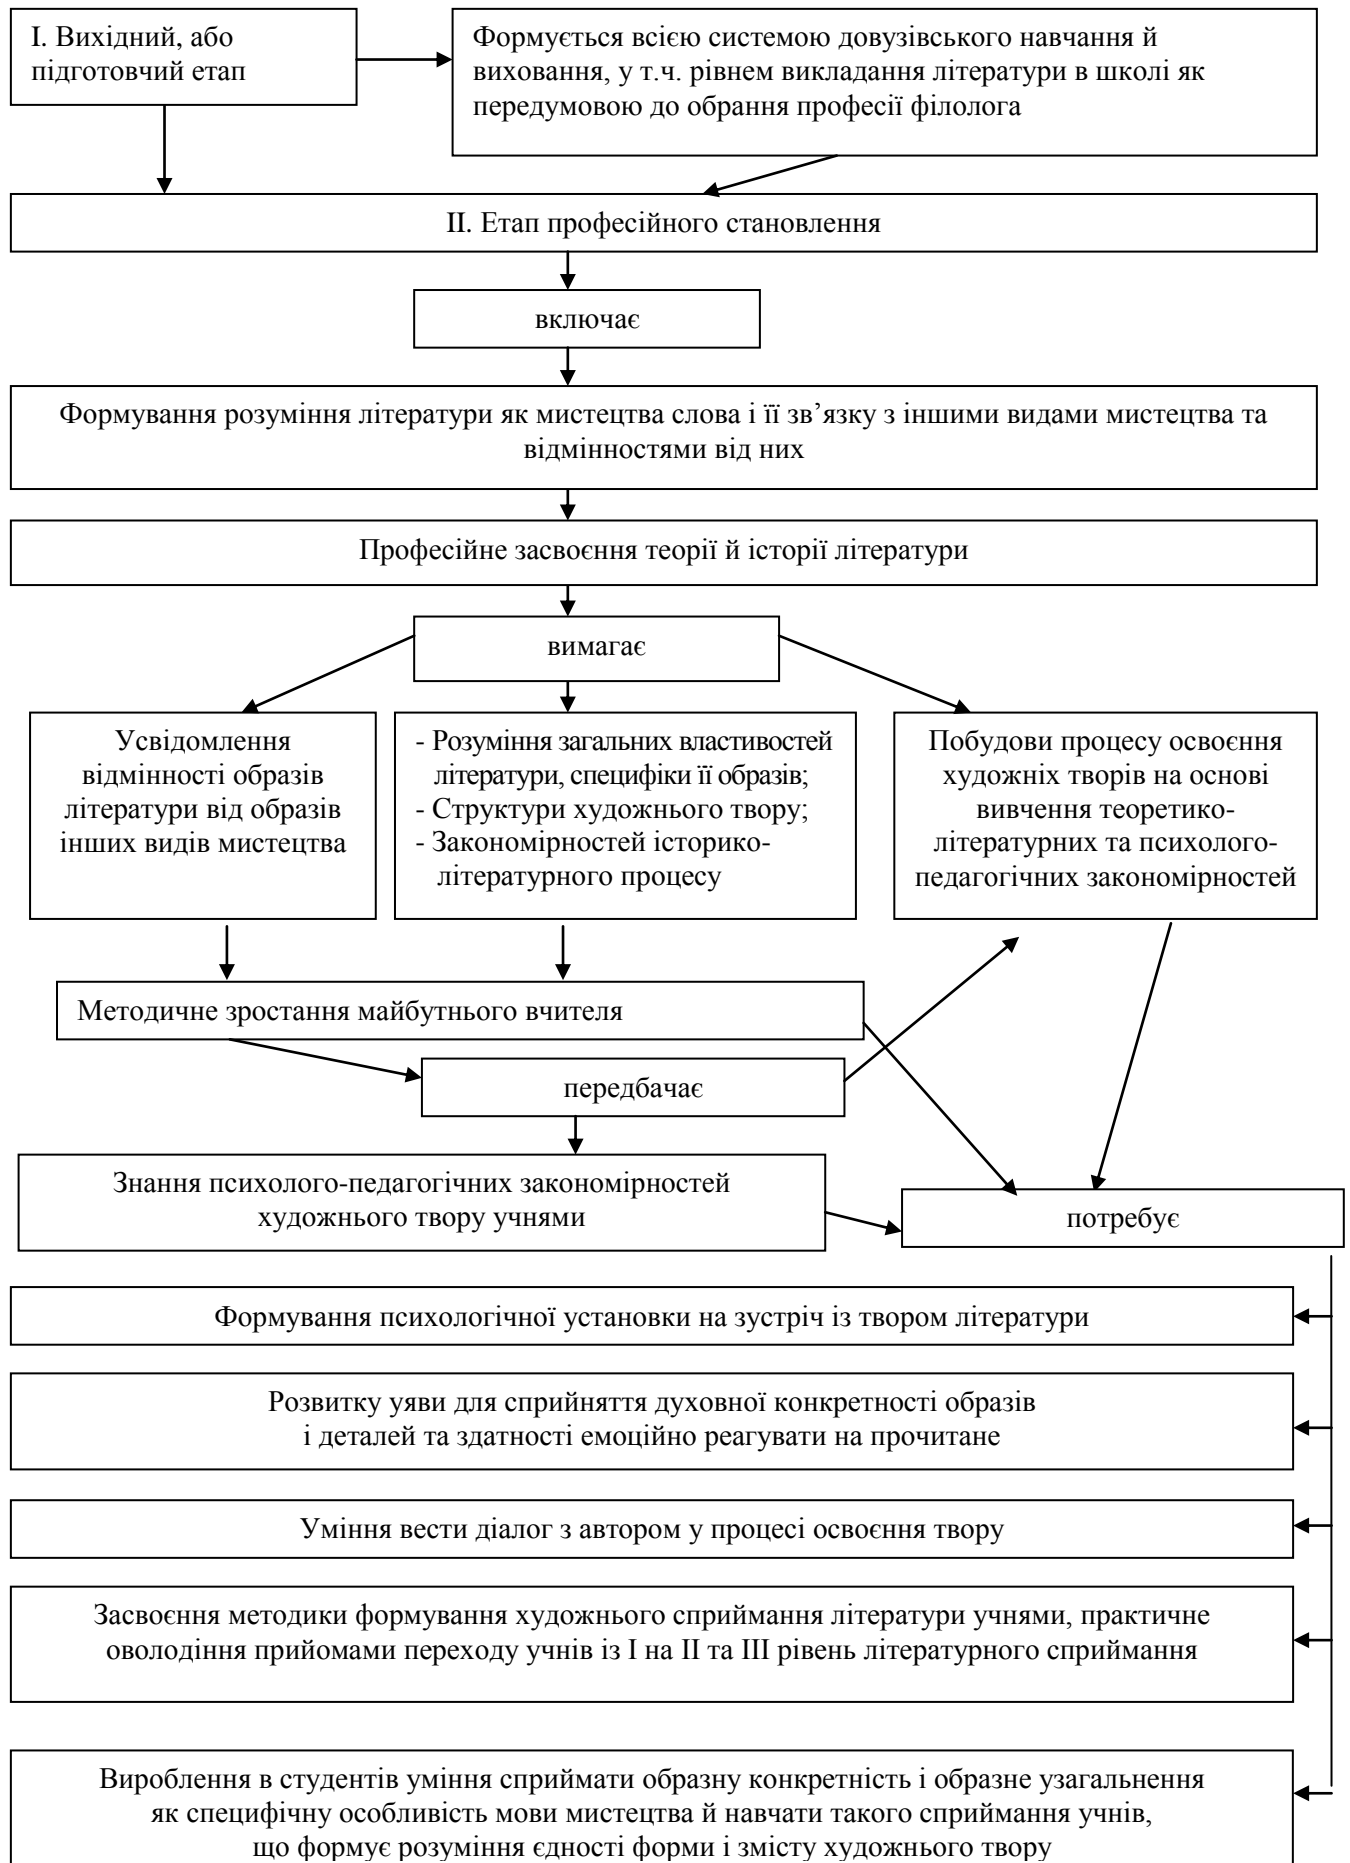 І. Вихідний, або
підготовчий етап
Формується всією системою довузівського навчання й
виховання, у т.ч. рівнем викладання літератури в школі як
передумовою до обрання професії філолога
ІІ. Етап професійного становлення
включає
Формування розуміння літератури як мистецтва слова і її зв’язку з іншими видами мистецтва та
відмінностями від них
Професійне засвоєння теорії й історії літератури
вимагає
Усвідомлення
відмінності образів
літератури від образів
інших видів мистецтва
- Розуміння загальних властивостей
літератури, специфіки її образів;
- Структури художнього твору;
- Закономірностей історико-
літературного процесу
Побудови процесу освоєння
художніх творів на основі
вивчення теоретико-
літературних та психолого-
педагогічних закономірностей
Методичне зростання майбутнього вчителя
передбачає
Знання психолого-педагогічних закономірностей
художнього твору учнями
потребує
Формування психологічної установки на зустріч із твором літератури
Розвитку уяви для сприйняття духовної конкретності образів
і деталей та здатності емоційно реагувати на прочитане
Уміння вести діалог з автором у процесі освоєння твору
Засвоєння методики формування художнього сприймання літератури учнями, практичне
оволодіння прийомами переходу учнів із І на ІІ та ІІІ рівень літературного сприймання
Вироблення в студентів уміння сприймати образну конкретність і образне узагальнення
як специфічну особливість мови мистецтва й навчати такого сприймання учнів,
що формує розуміння єдності форми і змісту художнього твору